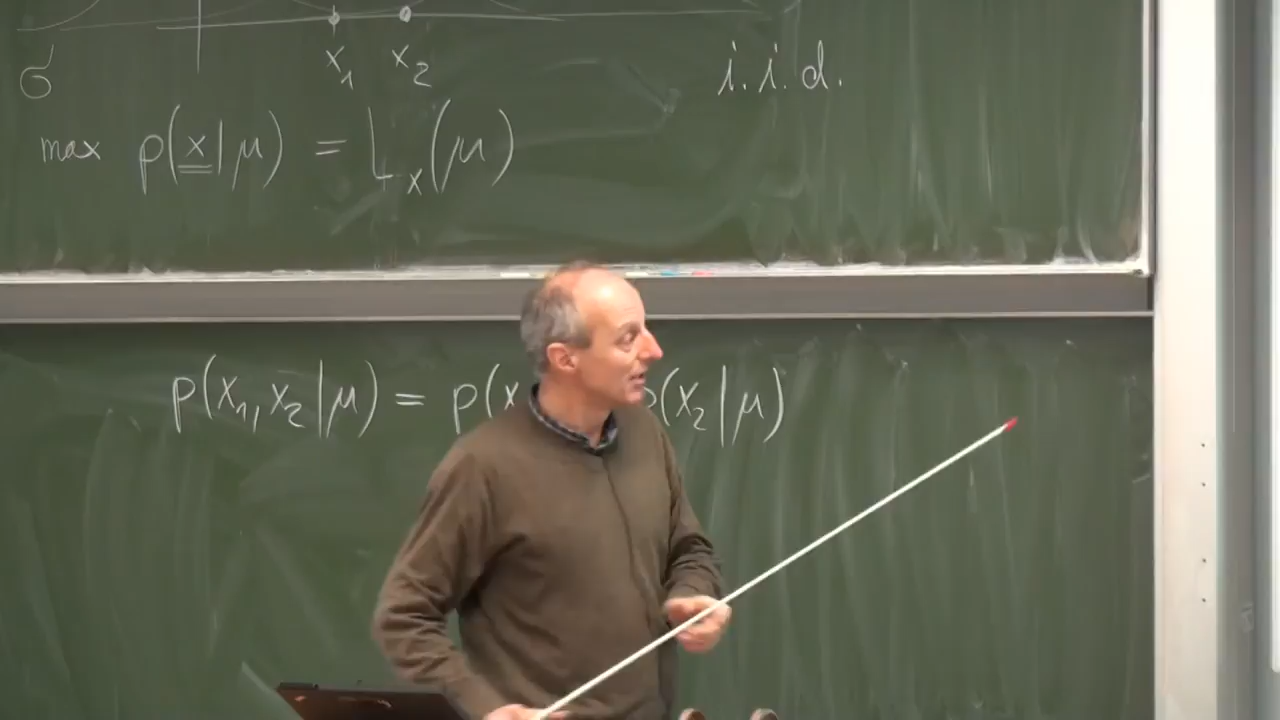 σ x₁ x₂ i.i.d.
max p(x|μ) = Lₓ(μ)
p(x₁,x₂|μ) = p(x p(x₂|μ)